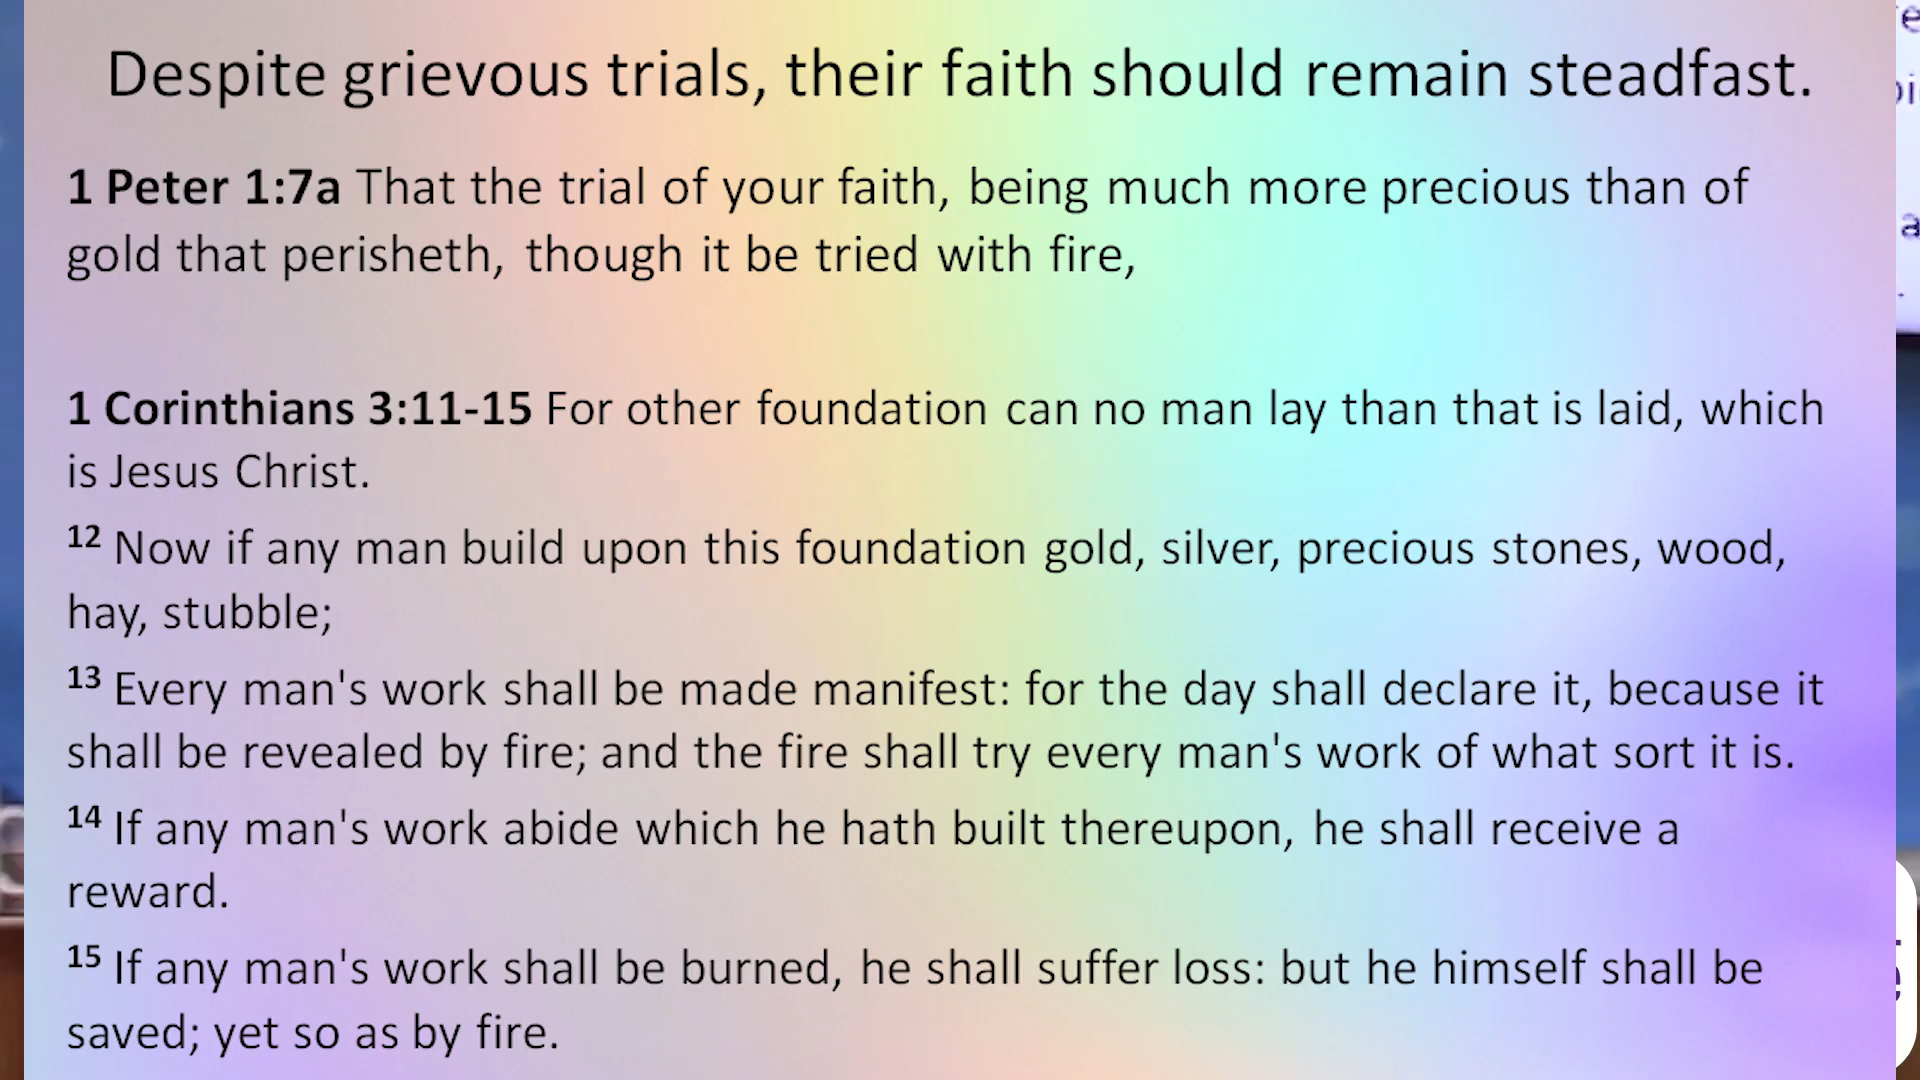 Despite grievous trials, their faith should remain steadfast.
1 Peter 1:7a That the trial of your faith, being much more precious than of
gold that perisheth, though it be tried with fire,
1 Corinthians 3:11-15 For other foundation can no man lay than that is laid, which
is Jesus Christ.
12 Now if any man build upon this foundation gold, silver, precious stones, wood,
hay, stubble;
13 Every man's work shall be made manifest: for the day shall declare it, because it
shall be revealed by fire; and the fire shall try every man's work of what sort it is.
14 If any man's work abide which he hath built thereupon, he shall receive a
reward.
15 If any man's work shall be burned, he shall suffer loss: but he himself shall be
saved; yet so as by fire.